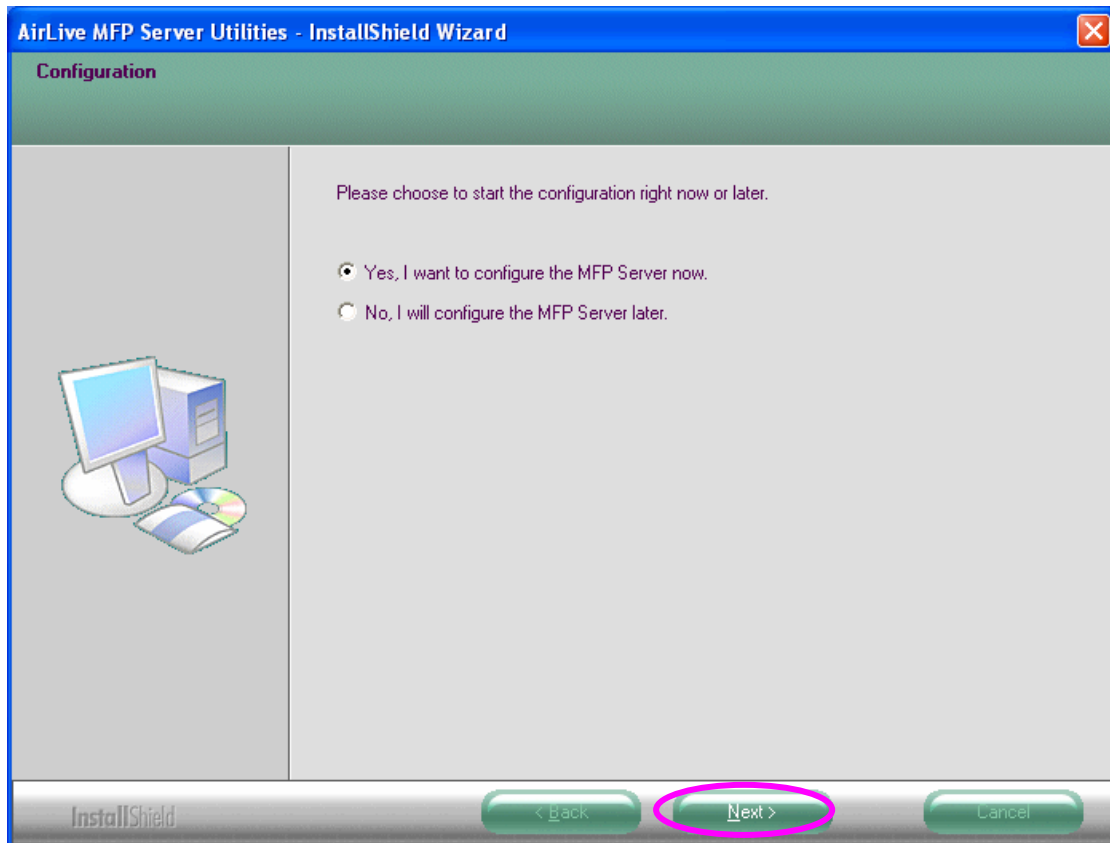 AirLive MFP Server Utilities - InstallShield Wizard
Configuration
Please choose to start the configuration right now or later.
Yes, I want to configure the MFP Server now.
No, I will configure the MFP Server later.
InstallShield
< Back
Next >
Cancel